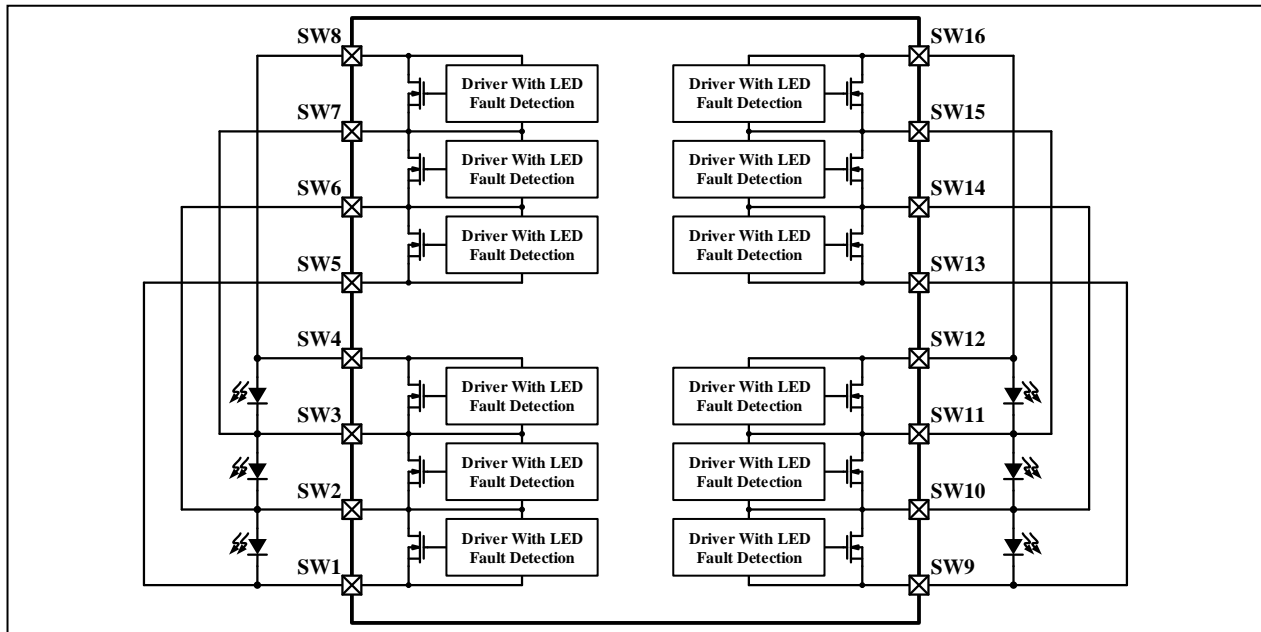 SW8
SW16
Driver With LED
Fault Detection
Driver With LED
Fault Detection
SW7
SW15
Driver With LED
Fault Detection
Driver With LED
Fault Detection
SW6
SW14
Driver With LED
Fault Detection
Driver With LED
Fault Detection
SW5
SW13
SW4
SW12
Driver With LED
Fault Detection
Driver With LED
Fault Detection
SW3
SW11
Driver With LED
Fault Detection
Driver With LED
Fault Detection
SW2
SW10
Driver With LED
Fault Detection
Driver With LED
Fault Detection
SW1
SW9